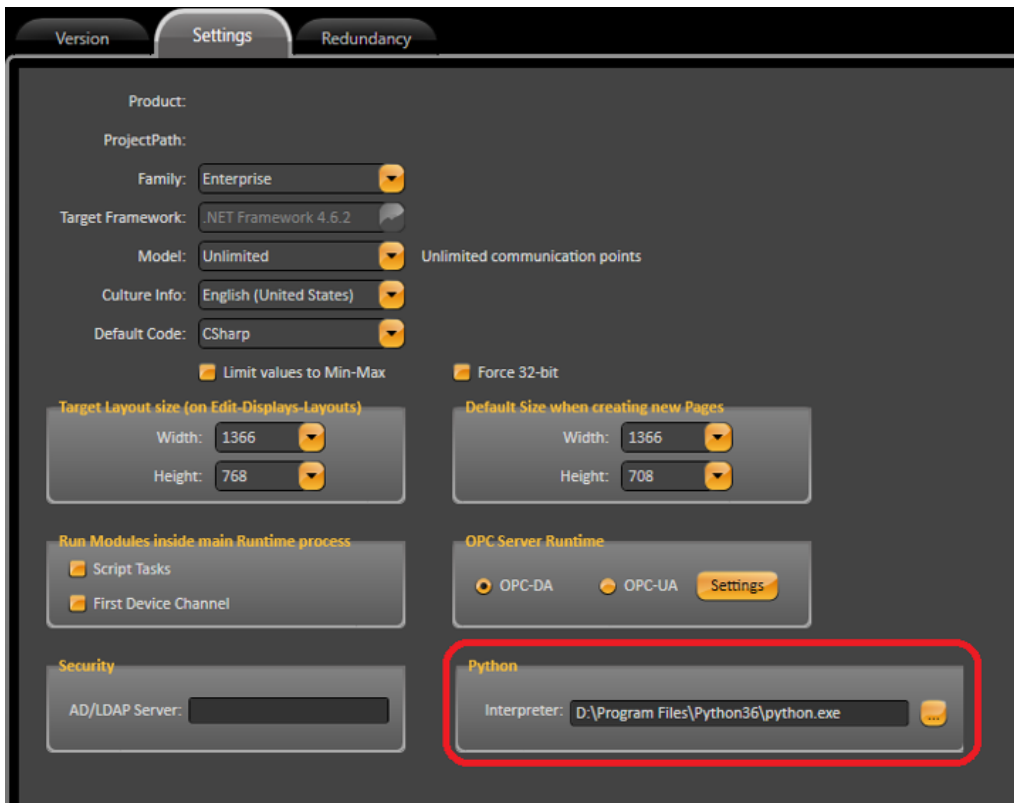 Version Settings Redundancy
Product:
ProjectPath:
Family: Enterprise
Target Framework: .NET Framework 4.6.2
Model: Unlimited Unlimited communication points
Culture Info: English (United States)
Default Code: CSharp
Limit values to Min-Max Force 32-bit
Target Layout size (on Edit-Displays-Layouts) Default Size when creating new Pages
Width: 1366 Width: 1366
Height: 768 Height: 708
Run Modules inside main Runtime process OPC Server Runtime
Script Tasks
OPC-DA OPC-UA Settings
First Device Channel
Security Python
AD/LDAP Server: Interpreter: D:\Program Files\Python36\python.exe ...